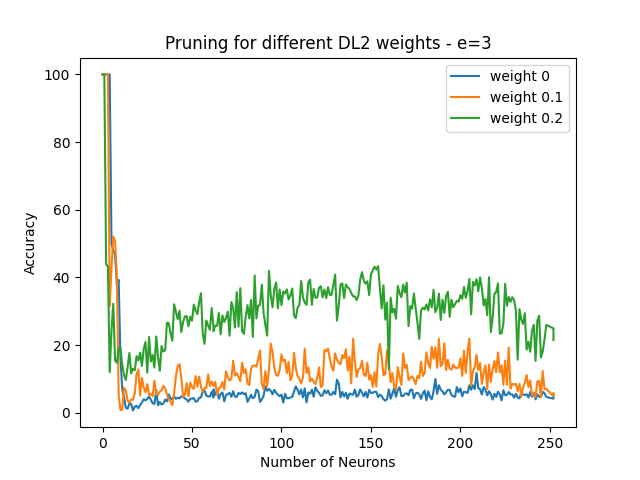 Pruning for different DL2 weights - e=3
weight 0
weight 0.1
weight 0.2
Accuracy
100
80
60
40
20
0
0
50
100
150
200
250
Number of Neurons